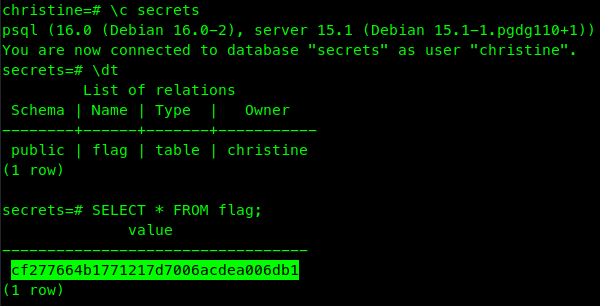 christine=# \c secrets
psql (16.0 (Debian 16.0-2), server 15.1 (Debian 15.1-1.pgdg110+1))
You are now connected to database "secrets" as user "christine".
secrets=# \dt
         List of relations
 Schema | Name | Type  |   Owner
--------+------+-------+-----------
 public | flag | table | christine
(1 row)

secrets=# SELECT * FROM flag;
              value
----------------------------------
 cf277664b1771217d7006acdea006db1
(1 row)